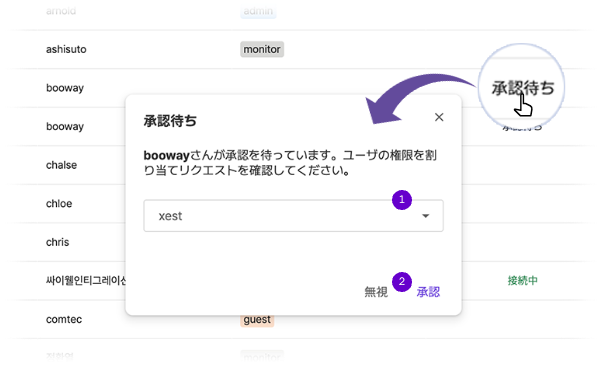 arnold admin
ashisuto monitor
booway 承認待ち
booway 承認待ち
chalse
chloe
chris
싸이웰인티그레이션 接続中
comtec guest
承認待ち
boowayさんが承認を待っています。ユーザの権限を割
り当てリクエストを確認してください。
xest 1
無視 2 承認